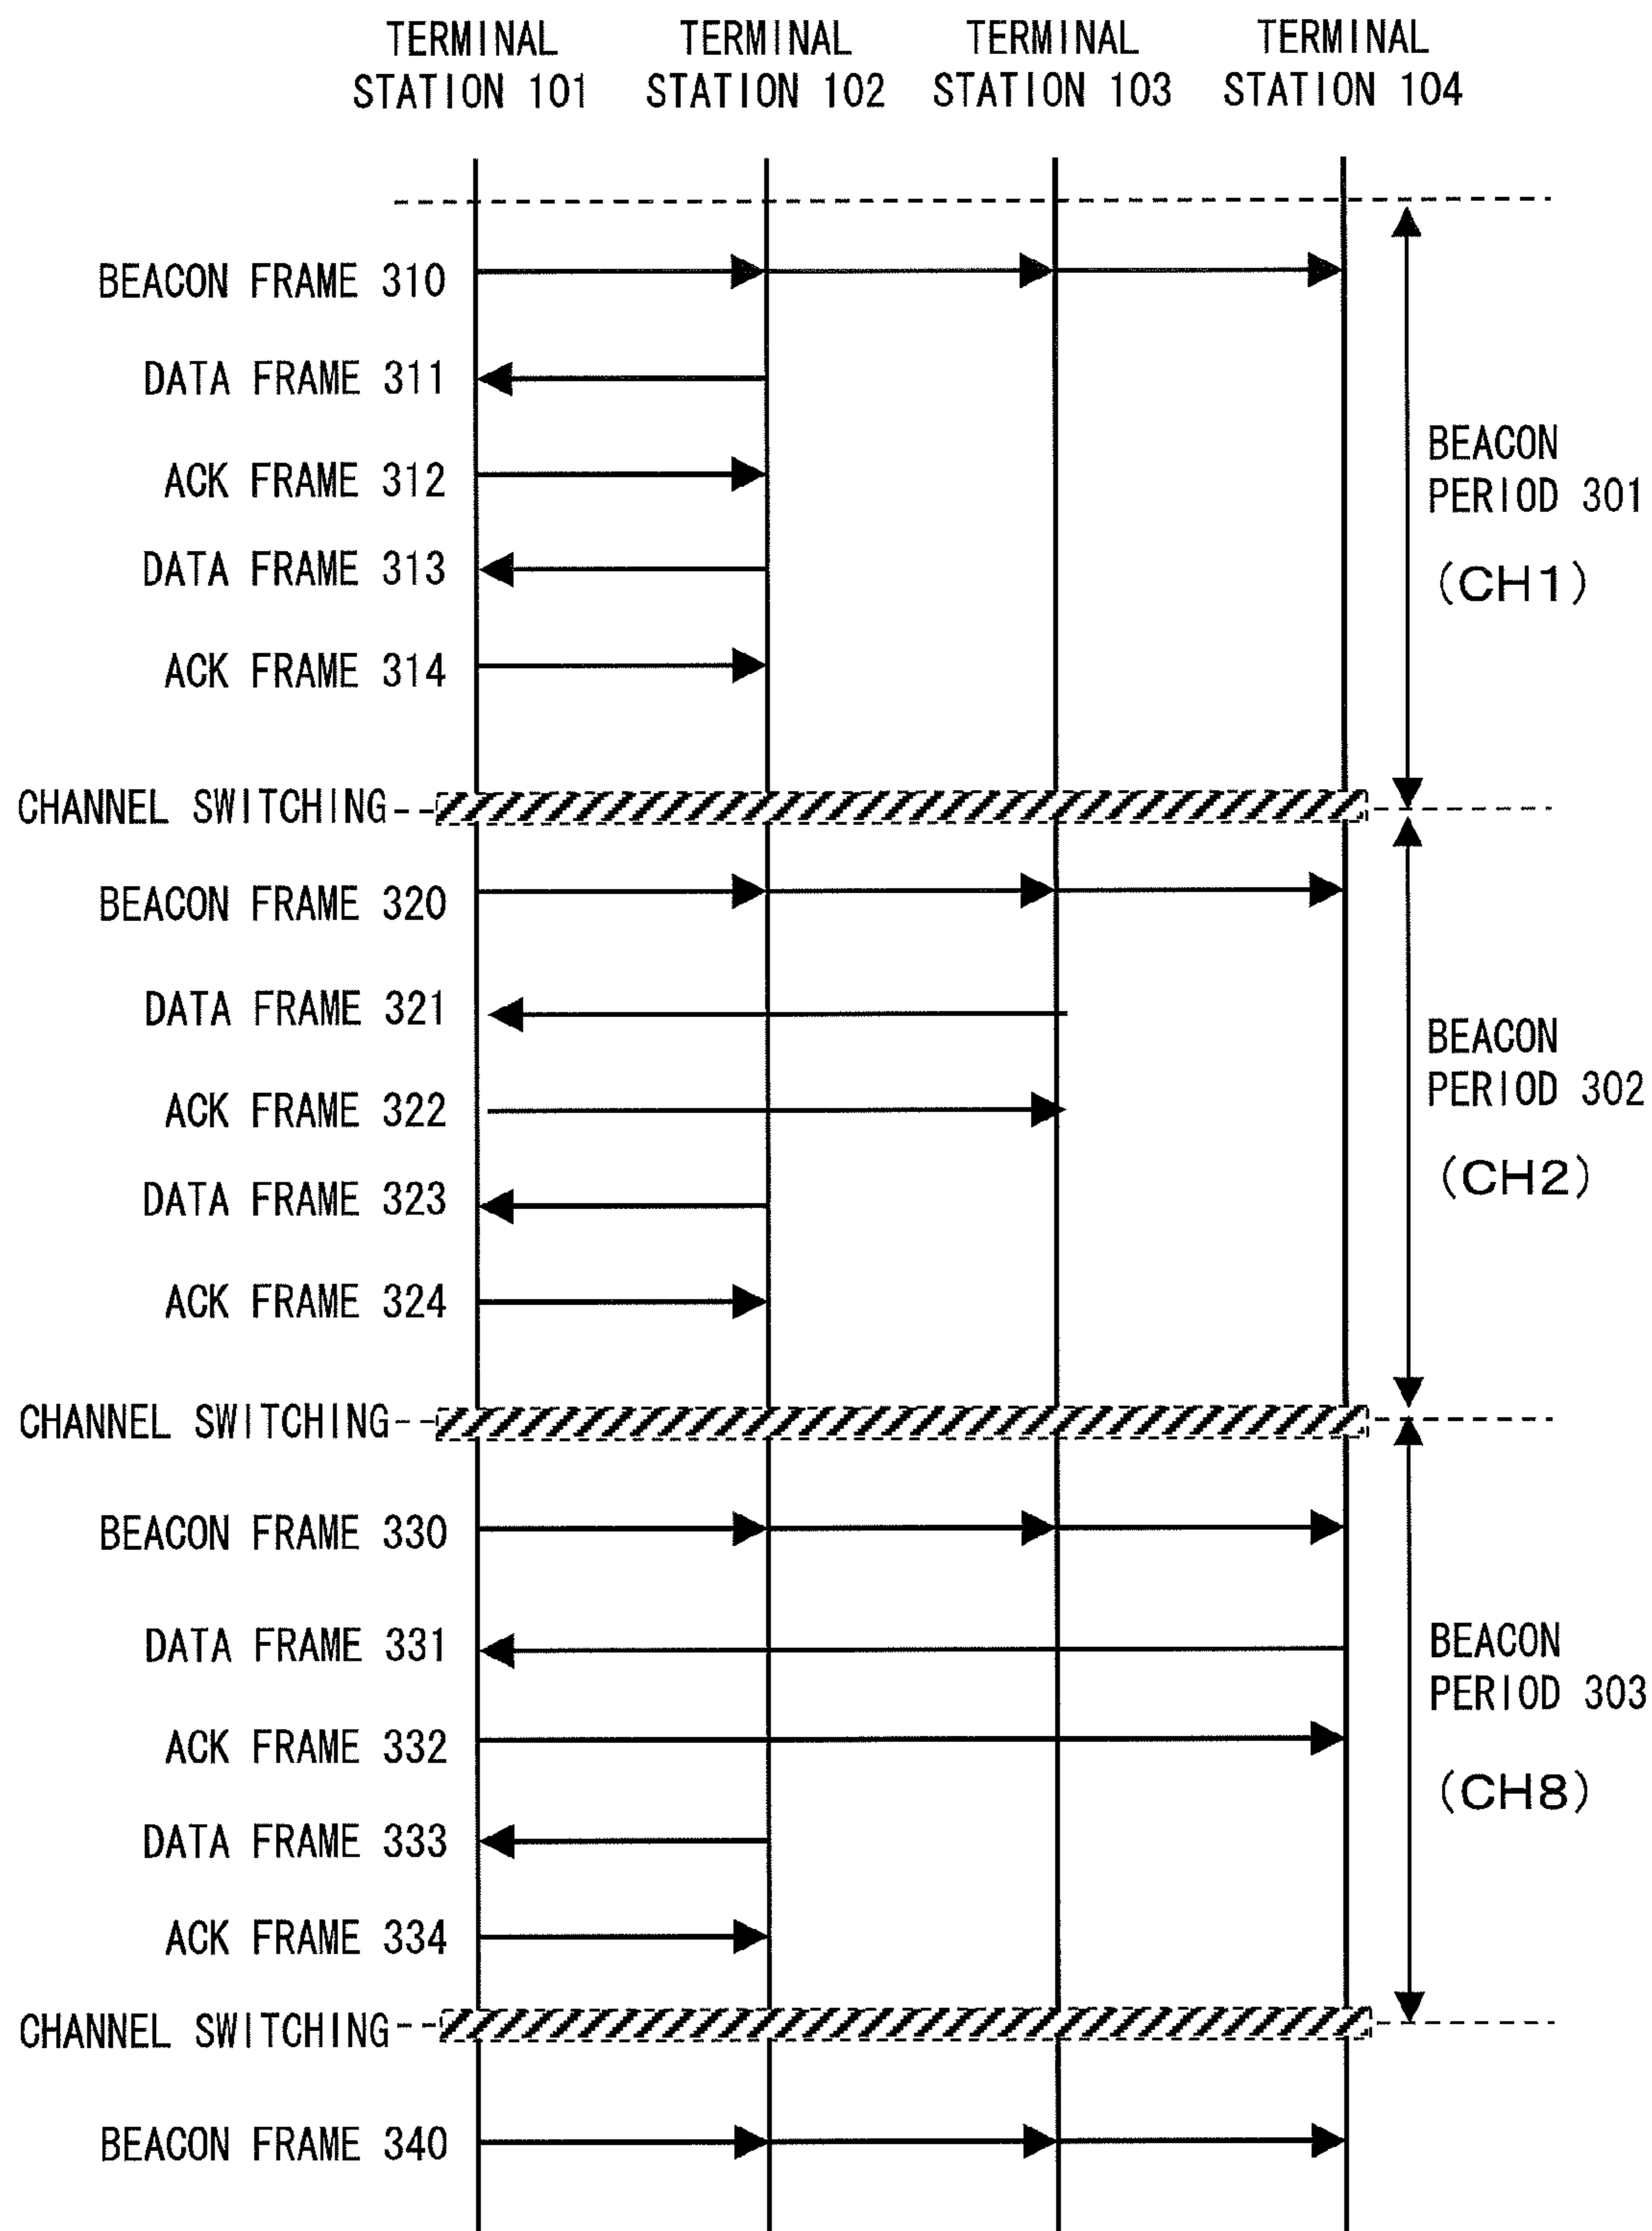 TERMINAL STATION 101
TERMINAL STATION 102
TERMINAL STATION 103
TERMINAL STATION 104
BEACON FRAME 310
DATA FRAME 311
ACK FRAME 312
DATA FRAME 313
ACK FRAME 314
BEACON
PERIOD 301
(CH1)
CHANNEL SWITCHING
BEACON FRAME 320
DATA FRAME 321
ACK FRAME 322
DATA FRAME 323
ACK FRAME 324
BEACON
PERIOD 302
(CH2)
CHANNEL SWITCHING
BEACON FRAME 330
DATA FRAME 331
ACK FRAME 332
DATA FRAME 333
ACK FRAME 334
BEACON
PERIOD 303
(CH8)
CHANNEL SWITCHING
BEACON FRAME 340